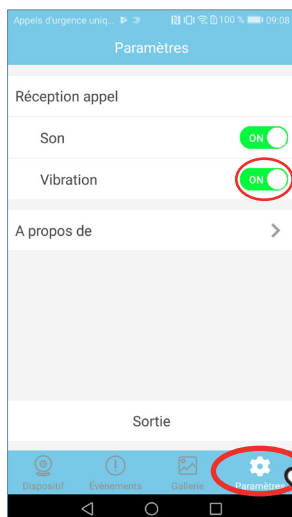 Appels d'urgence uniq... 100 % 09:08
Paramètres
Réception appel
Son ON
Vibration ON
A propos de
Sortie
Dispositif Évènements Gallerie Paramètres